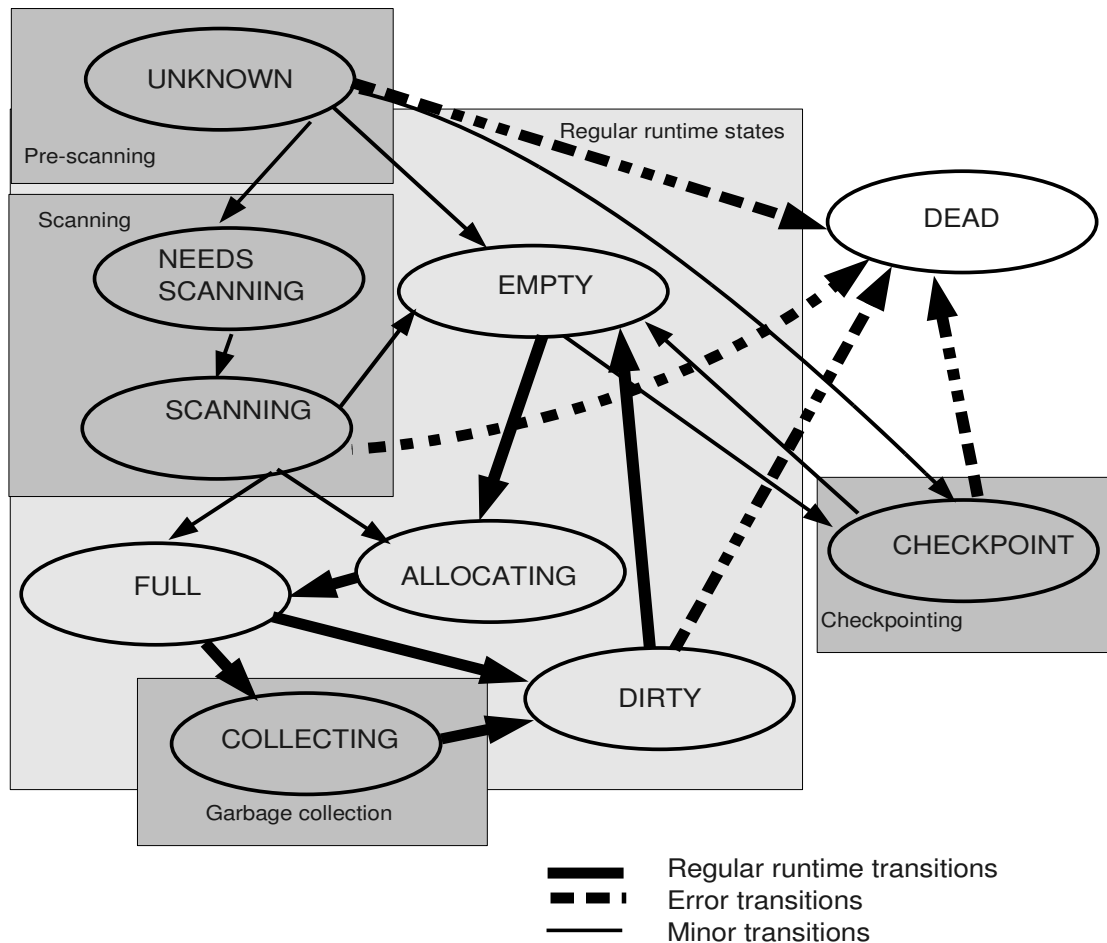 UNKNOWN
Pre-scanning
Regular runtime states
Scanning
DEAD
NEEDS
SCANNING
EMPTY
SCANNING
CHECKPOINT
Checkpointing
FULL
ALLOCATING
DIRTY
COLLECTING
Garbage collection
Regular runtime transitions
Error transitions
Minor transitions